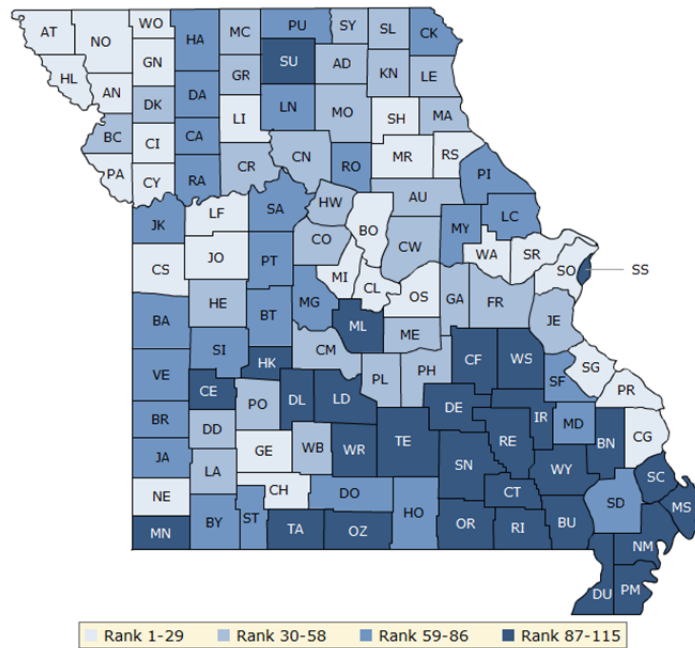 AT
NO
WO
HA
MC
PU
SY
SL
CK
HL
GN
GR
SU
AD
KN
LE
AN
DK
DA
LI
LN
MO
SH
MA
BC
CI
CA
CR
CN
RO
MR
RS
PI
PA
CY
RA
HW
AU
JK
LF
SA
BO
MY
LC
CS
JO
PT
CO
CW
WA
SR
SO
SS
MI
CL
OS
HE
MG
GA
FR
BA
BT
ML
ME
JE
SI
HK
CM
PL
PH
CF
WS
VE
CE
PO
DL
LD
DE
SF
SG
PR
BR
DD
TE
RE
IR
MD
BN
CG
JA
LA
GE
WB
WR
SN
WY
SC
NE
CH
DO
CT
SD
MS
MN
BY
ST
TA
OZ
HO
OR
RI
BU
NM
DU
PM
Rank 1-29 Rank 30-58 Rank 59-86 Rank 87-115